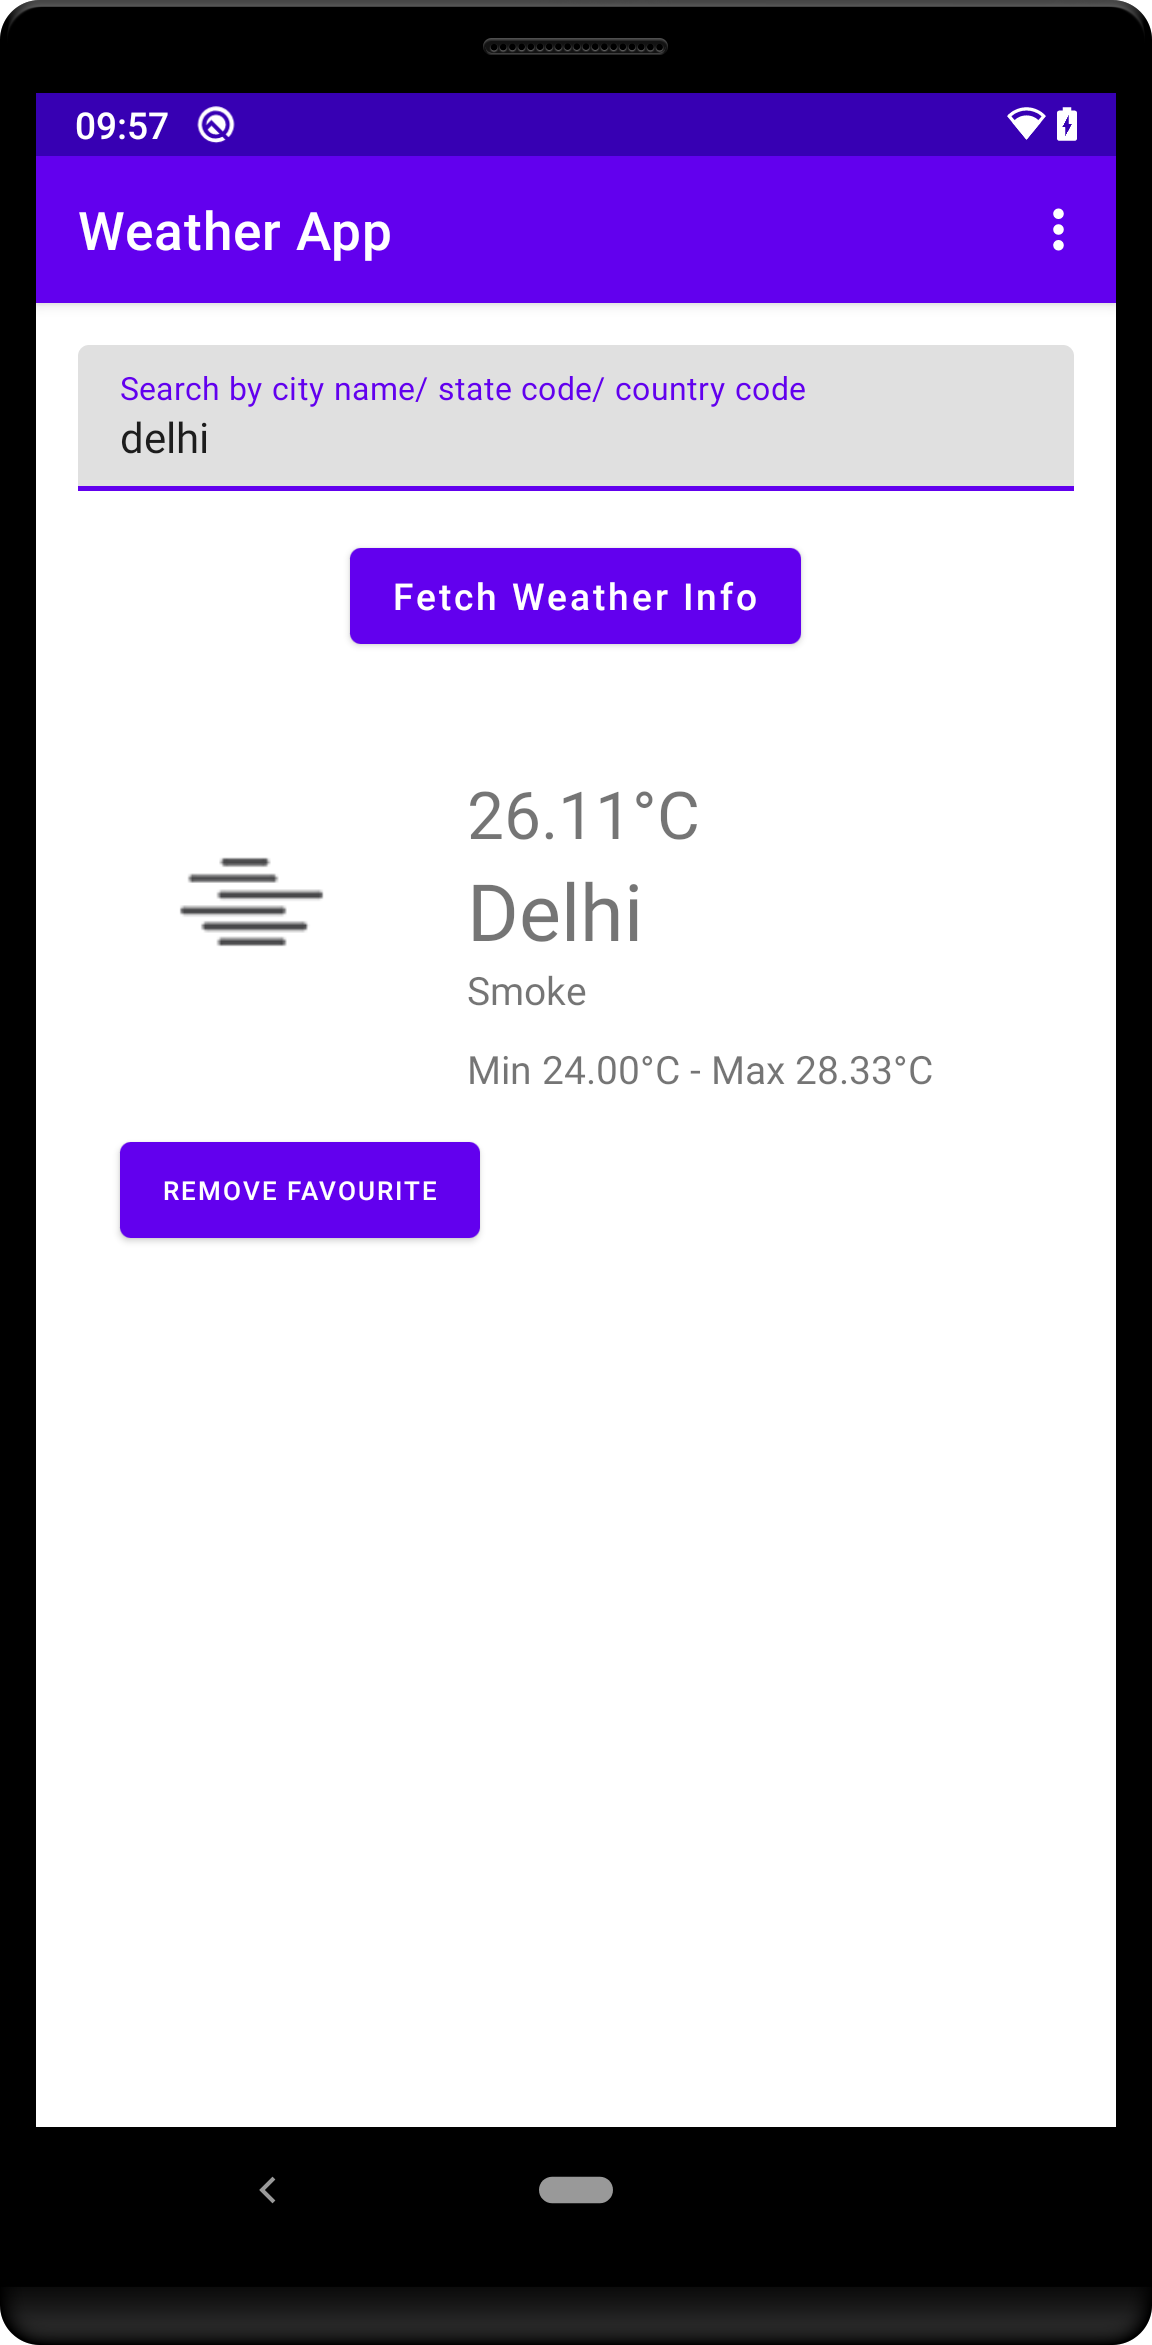 09:57
Weather App
Search by city name/ state code/ country code
delhi
Fetch Weather Info
26.11°C
Delhi
Smoke
Min 24.00°C - Max 28.33°C
REMOVE FAVOURITE